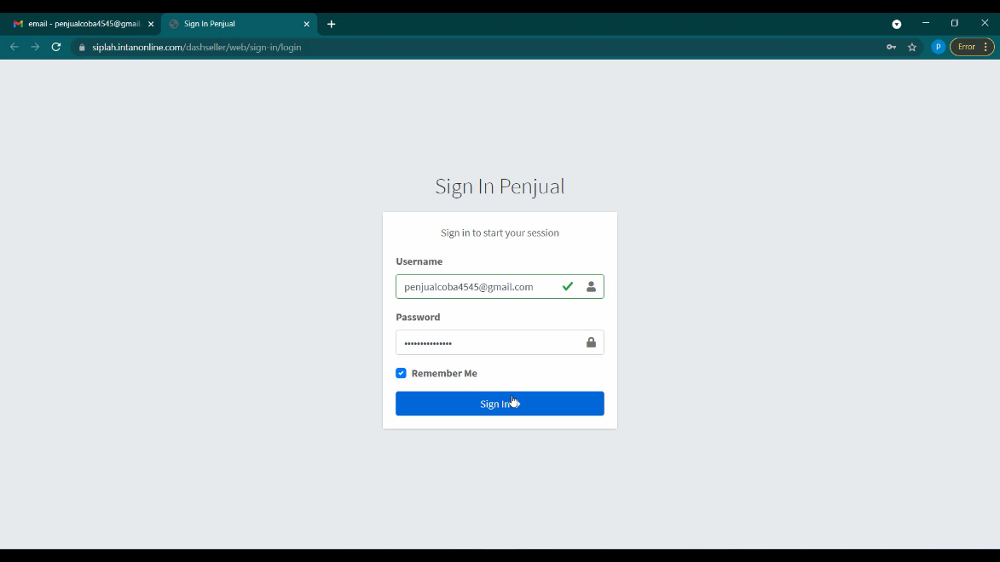 email - penjualcoba4545@gmail.
Sign In Penjual
siplah.intanonline.com/dashseller/web/sign-in/login
P
Error
Sign In Penjual
Sign in to start your session
Username
penjualcoba4545@gmail.com
Password
•••••••••••••••
Remember Me
Sign In